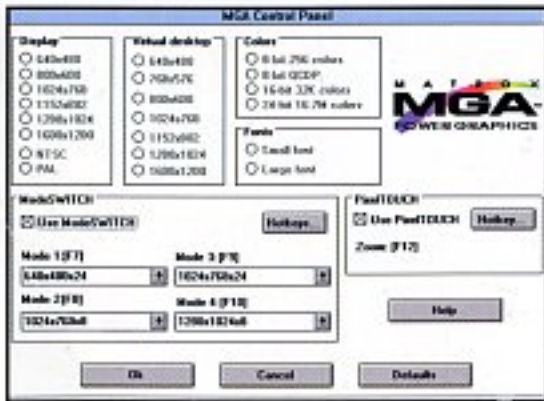 MGA Control Panel
Display
640x480
800x600
1024x768
1152x882
1280x1024
1600x1200
NTSC
PAL
Virtual desktop
640x480
768x576
800x600
1024x768
1152x882
1280x1024
1600x1200
Colors
8 bit 256 colors
8 bit QCDP
16-bit 32K colors
24 bit 16.7M colors
Fonts
Small font
Large font
MATROX
MGA
POWER GRAPHICS
ModeSWITCH
Use ModeSWITCH
Hotkeys...
Mode 1 [F7]
640x480x24
Mode 3 [F9]
1024x768x24
Mode 2 [F8]
1024x768x8
Mode 4 [F10]
1280x1024x8
PixelTOUCH
Use PixelTOUCH
Hotkey...
Zoom [F12]
Help
Ok
Cancel
Defaults